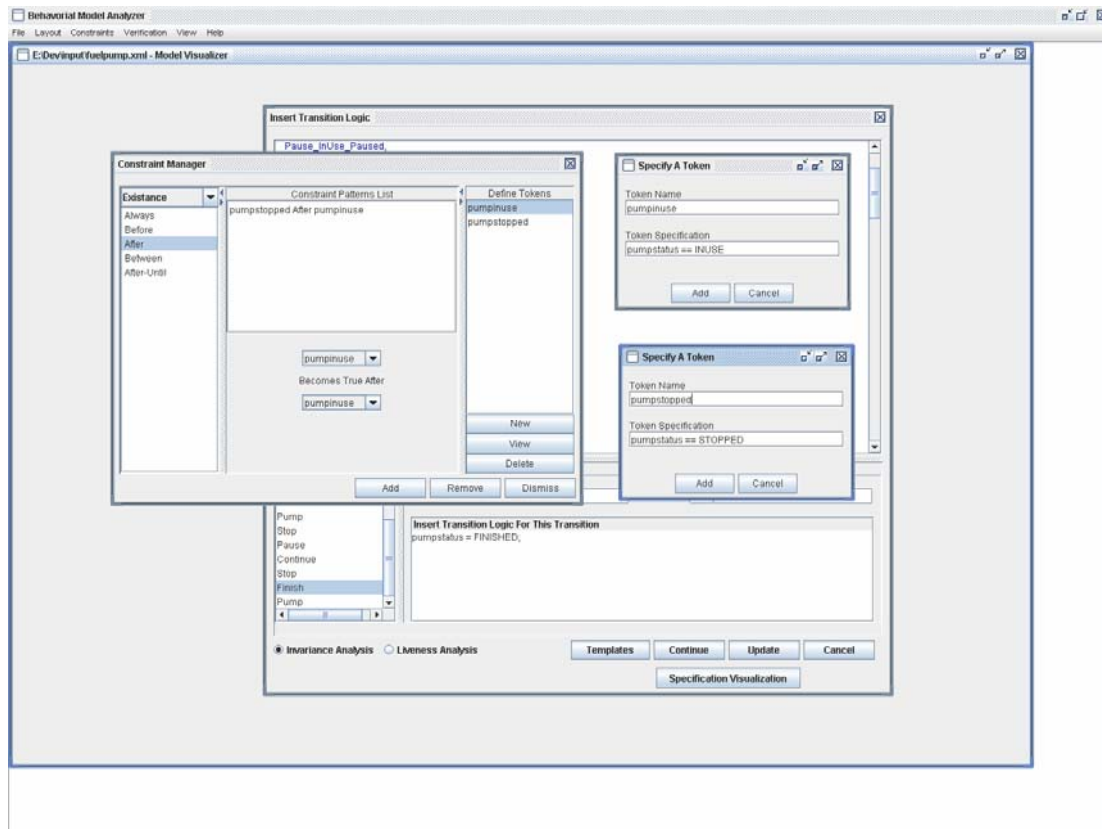 Behavorial Model Analyzer
File Layout Constraints Verification View Help
E:\Dev\input\fuelpump.xml - Model Visualizer
Insert Transition Logic
Pause_InUse_Paused,
Constraint Manager
Existance
Always
Before
After
Between
After-Until
Constraint Patterns List
pumpstopped After pumpinuse
pumpinuse
Becomes True After
pumpinuse
Define Tokens
pumpinuse
pumpstopped
New
View
Delete
Add Remove Dismiss
Specify A Token
Token Name
pumpinuse
Token Specification
pumpstatus == INUSE
Add Cancel
Specify A Token
Token Name
pumpstopped
Token Specification
pumpstatus == STOPPED
Add Cancel
Pump
Stop
Pause
Continue
Stop
Finish
Pump
Insert Transition Logic For This Transition
pumpstatus = FINISHED;
Invariance Analysis Liveness Analysis
Templates Continue Update Cancel
Specification Visualization